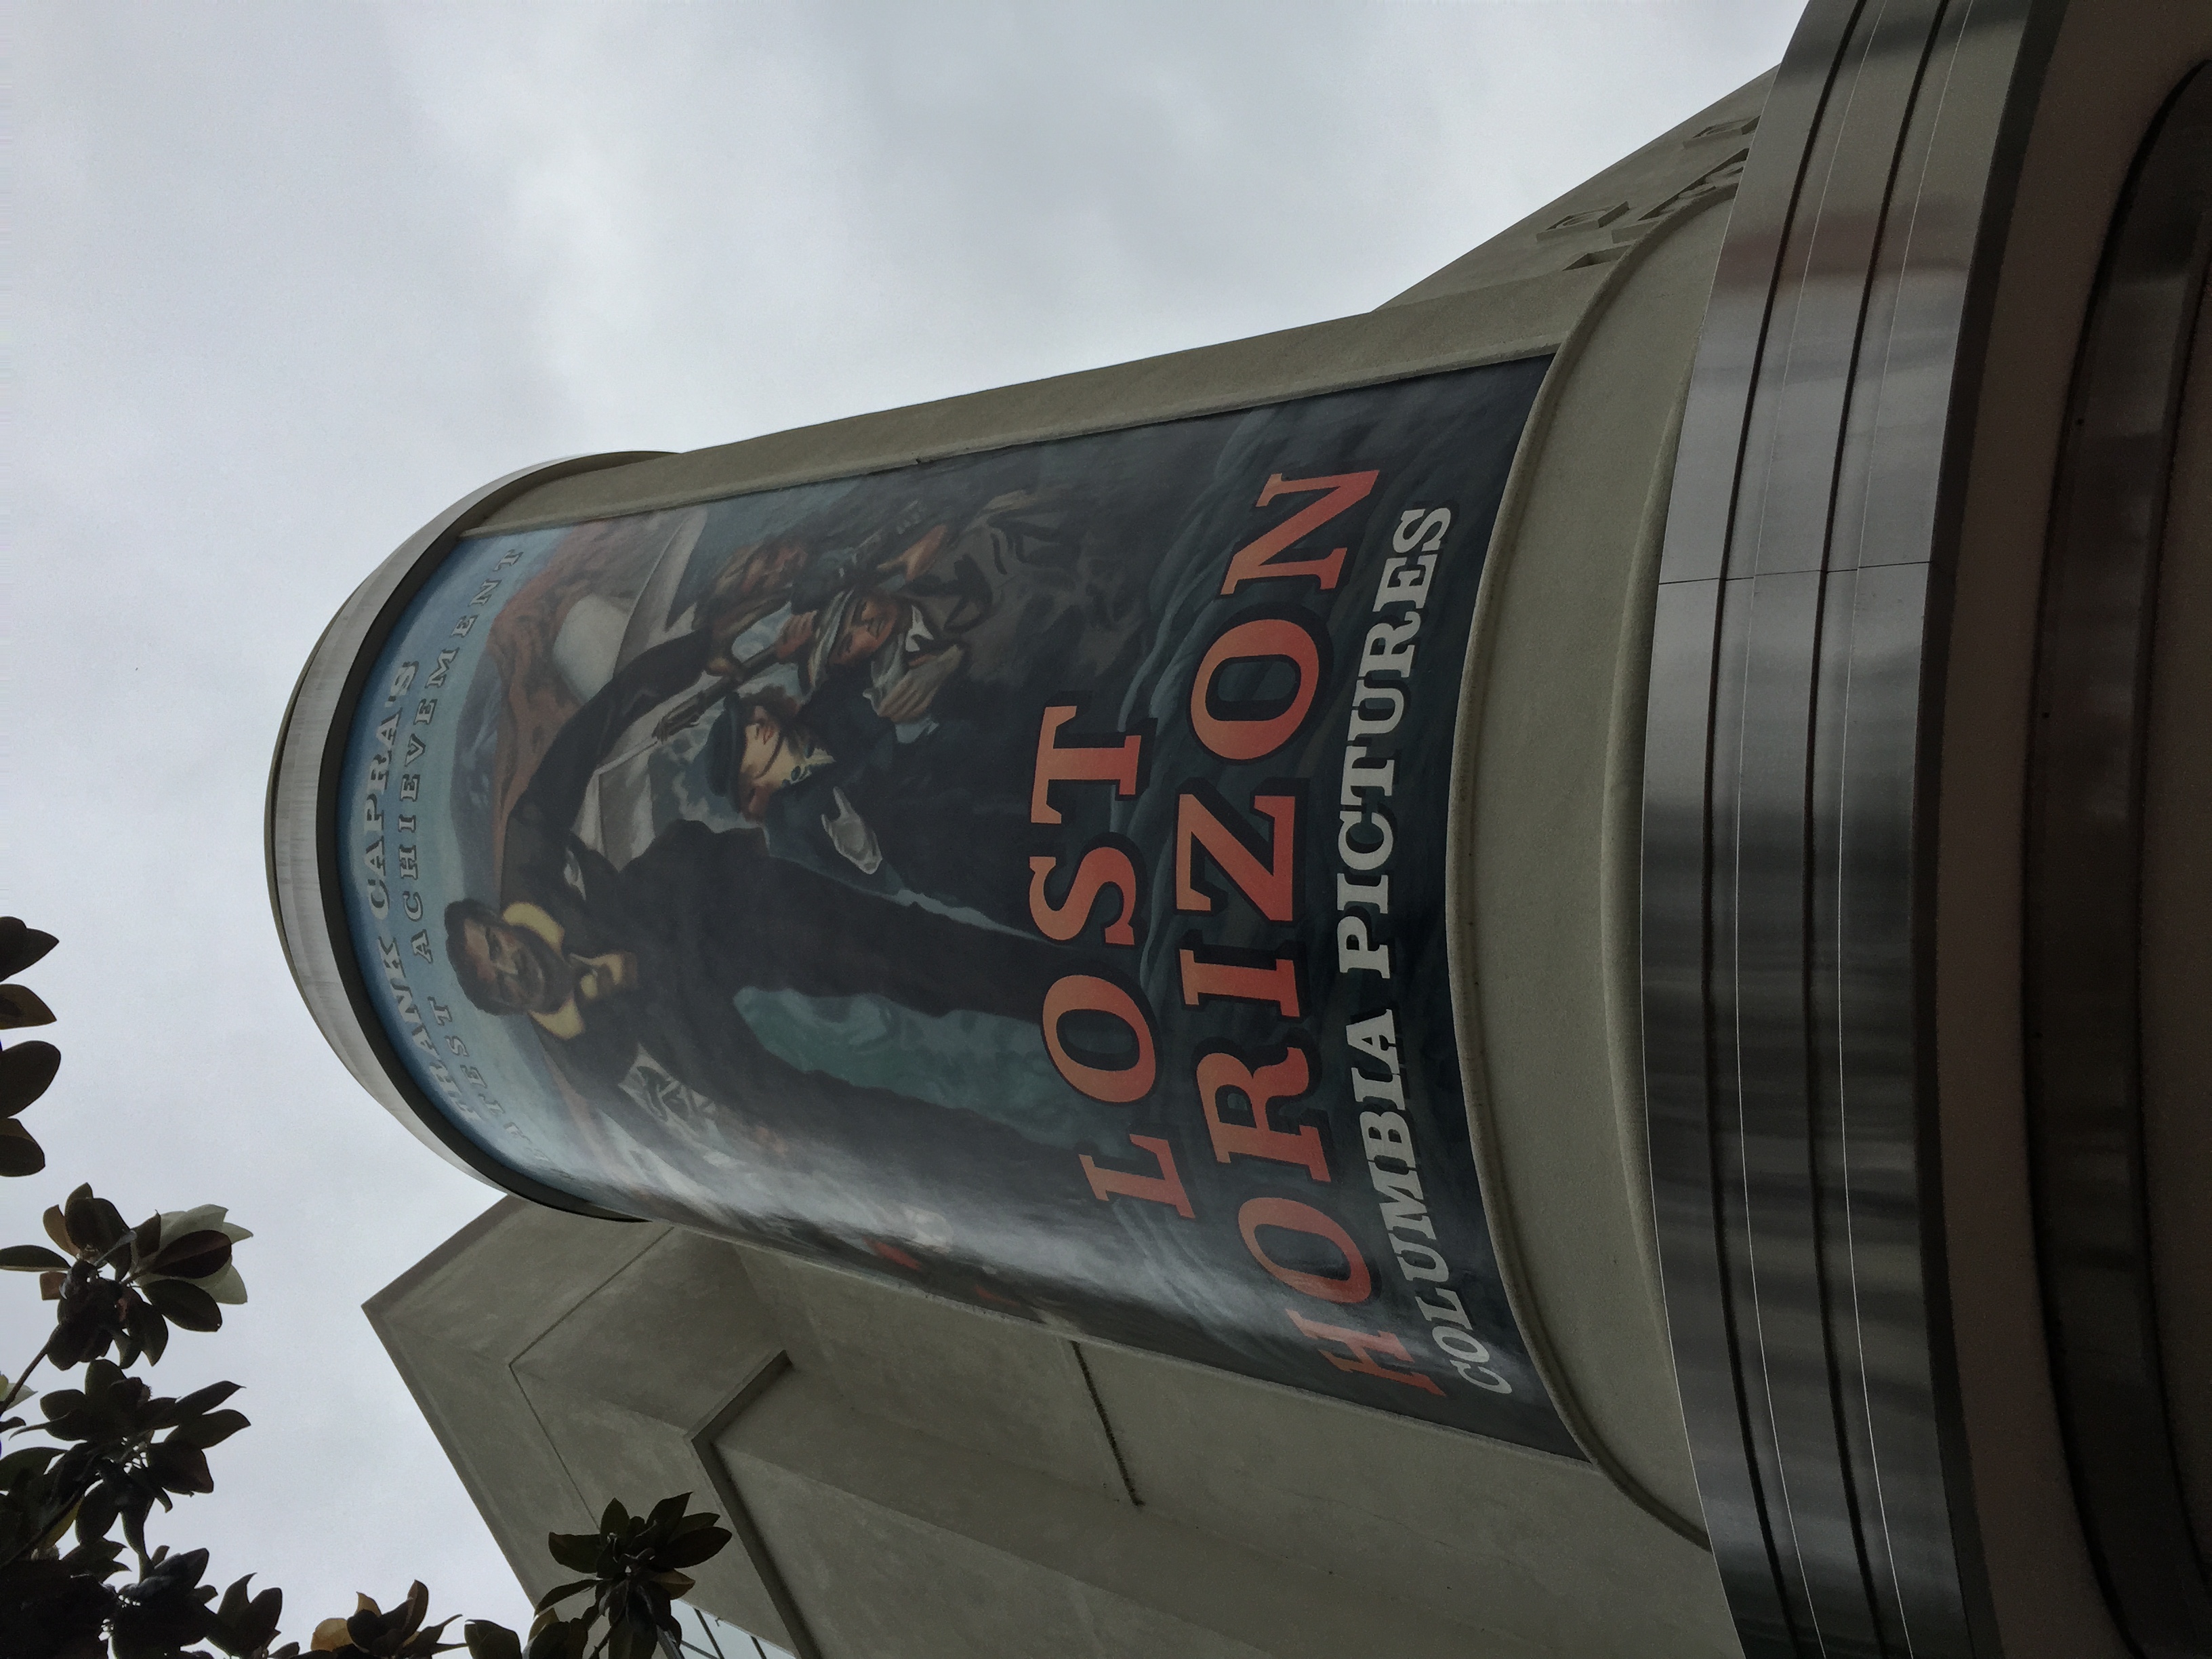 FRANK CAPRA'S
ACHIEVEMENT
LOST
HORIZON
COLUMBIA PICTURES